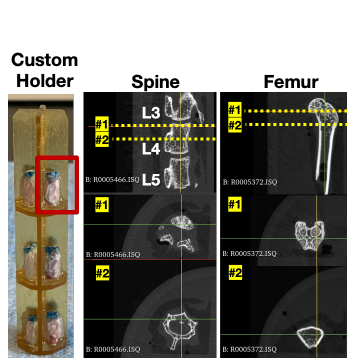 Custom
Holder
Spine
Femur
#1
#2
L3
L4
L5
B: R0005466.ISQ
#1
#2
B: R0005372.ISQ
#1
B: R0005466.ISQ
#1
B: R0005372.ISQ
#2
B: R0005466.ISQ
#2
B: R0005372.ISQ